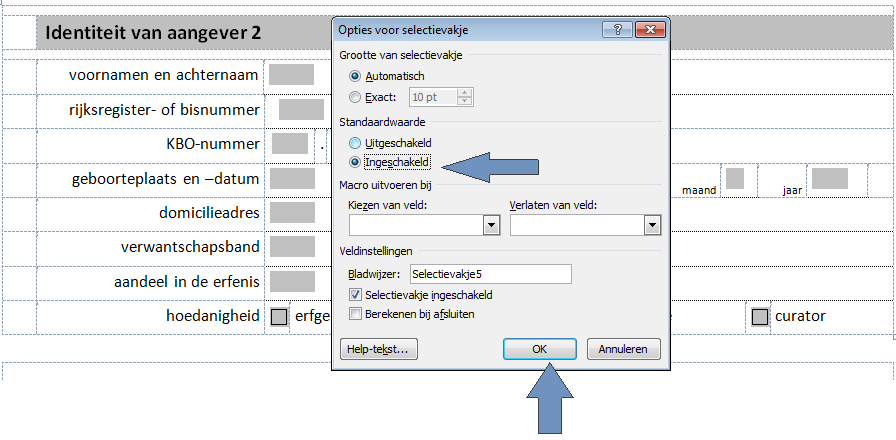 Identiteit van aangever 2
voornamen en achternaam
rijksregister- of bisnummer
KBO-nummer .
geboorteplaats en –datum maand jaar
domicilieadres
verwantschapsband
aandeel in de erfenis
hoedanigheid erfge e curator
Opties voor selectievakje
Grootte van selectievakje
Automatisch
Exact: 10 pt
Standaardwaarde
Uitgeschakeld
Ingeschakeld
Macro uitvoeren bij
Kiezen van veld: Verlaten van veld:
Veldinstellingen
Bladwijzer: Selectievakje5
Selectievakje ingeschakeld
Berekenen bij afsluiten
Help-tekst... OK Annuleren